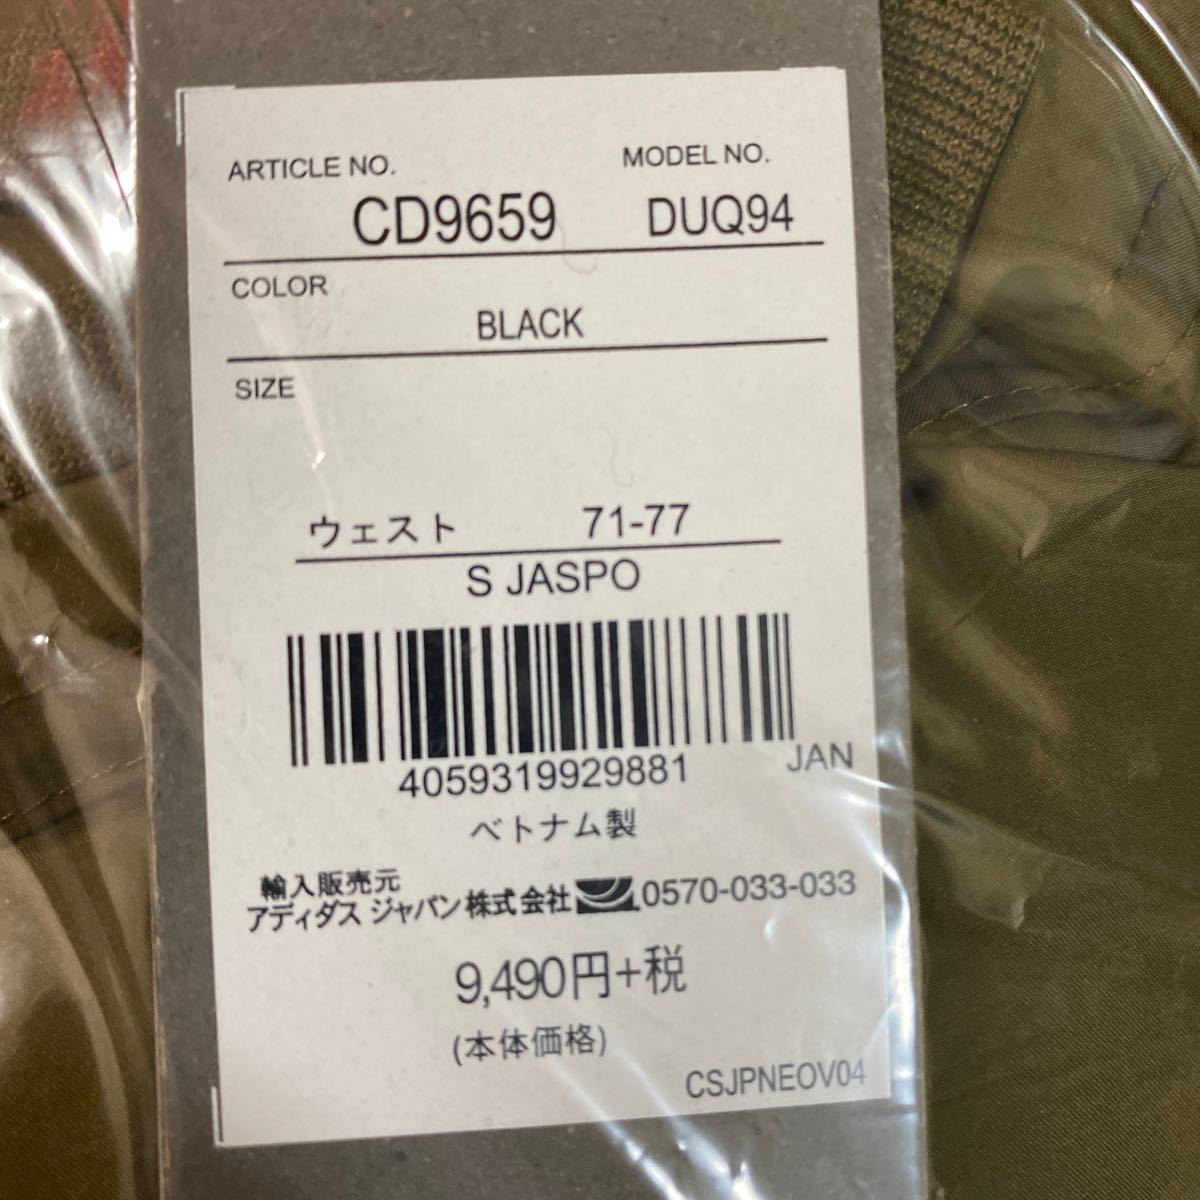 ARTICLE NO. MODEL NO.
CD9659 DUQ94
COLOR
BLACK
SIZE
ウェスト 71-77
S JASPO
4059319929881 JAN
ベトナム製
輸入販売元
アディダス ジャパン株式会社 0570-033-033
9,490円+税
(本体価格)
CSJPNEOV04